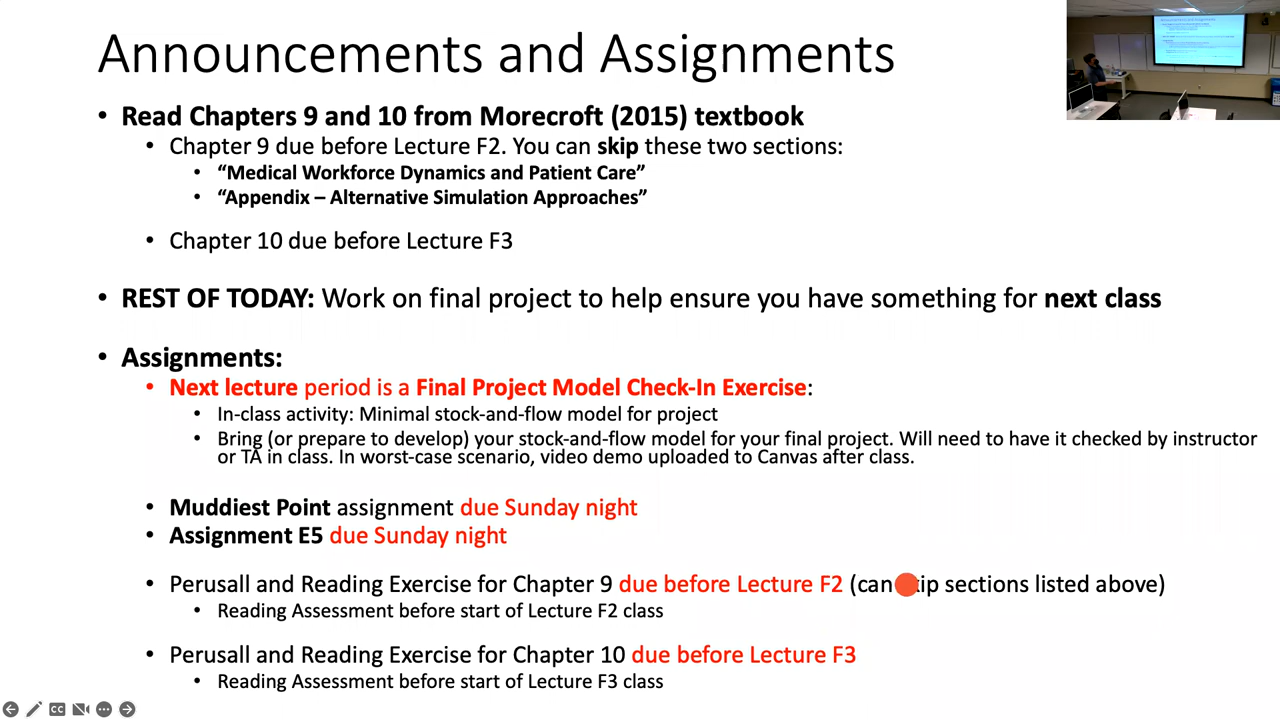 Announcements and Assignments
• Read Chapters 9 and 10 from Morecroft (2015) textbook
• Chapter 9 due before Lecture F2. You can skip these two sections:
• “Medical Workforce Dynamics and Patient Care”
• “Appendix – Alternative Simulation Approaches”
• Chapter 10 due before Lecture F3
• REST OF TODAY: Work on final project to help ensure you have something for next class
• Assignments:
• Next lecture period is a Final Project Model Check-In Exercise:
• In-class activity: Minimal stock-and-flow model for project
• Bring (or prepare to develop) your stock-and-flow model for your final project. Will need to have it checked by instructor
or TA in class. In worst-case scenario, video demo uploaded to Canvas after class.
• Muddiest Point assignment due Sunday night
• Assignment E5 due Sunday night
• Perusall and Reading Exercise for Chapter 9 due before Lecture F2 (can skip sections listed above)
• Reading Assessment before start of Lecture F2 class
• Perusall and Reading Exercise for Chapter 10 due before Lecture F3
• Reading Assessment before start of Lecture F3 class
CC